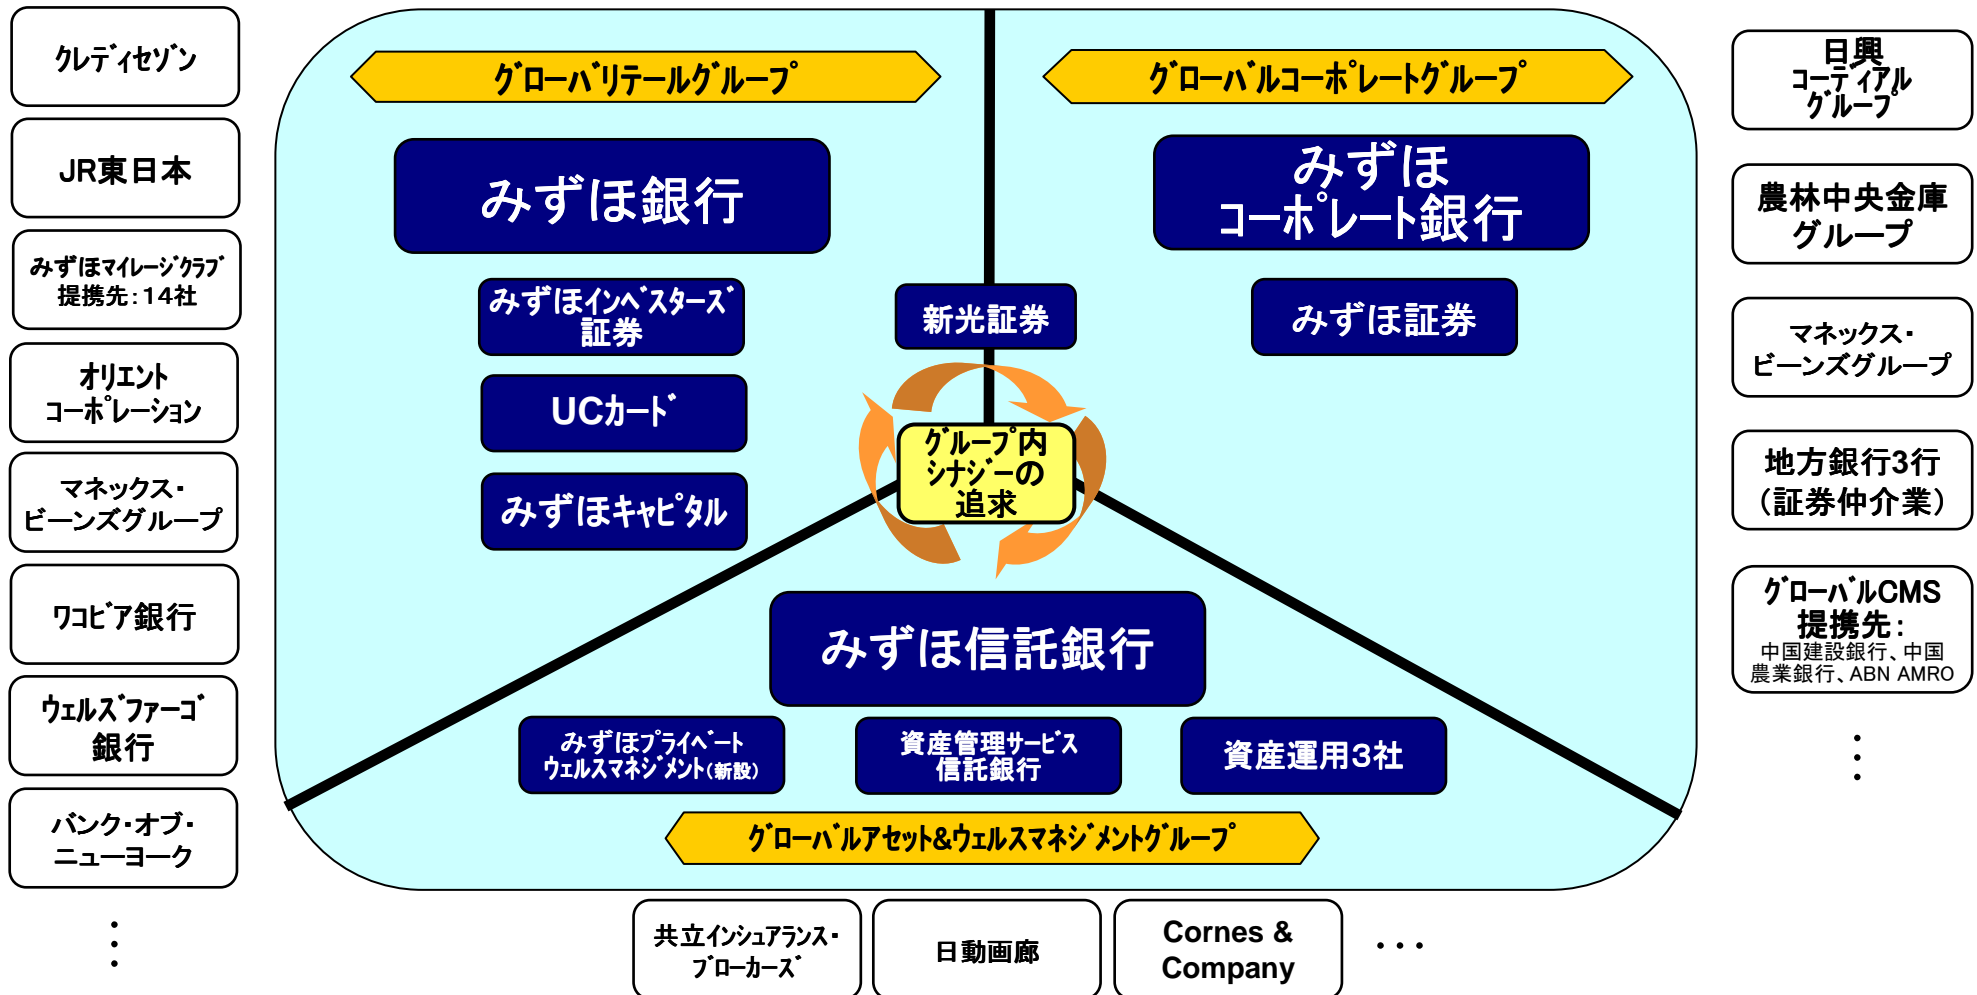 クレディセゾン
JR東日本
みずほマイレージクラブ
提携先：14社
オリエント
コーポレーション
マネックス・
ビーンズグループ
ワコビア銀行
ウェルズファーゴ
銀行
バンク・オブ・
ニューヨーク
・・・
グローバリテールグループ
みずほ銀行
みずほインベスターズ
証券
UCカード
みずほキャピタル
新光証券
グループ内
シナジーの
追求
グローバルコーポレートグループ
みずほ
コーポレート銀行
みずほ証券
みずほ信託銀行
みずほプライベート
ウェルスマネジメント（新設）
資産管理サービス
信託銀行
資産運用3社
グローバルアセット&ウェルスマネジメントグループ
日興
コーディアル
グループ
農林中央金庫
グループ
マネックス・
ビーンズグループ
地方銀行3行
（証券仲介業）
グローバルCMS
提携先：
中国建設銀行、中国
農業銀行、ABN AMRO
・・・
共立インシュアランス・
ブローカーズ
日動画廊
Cornes &
Company
・・・